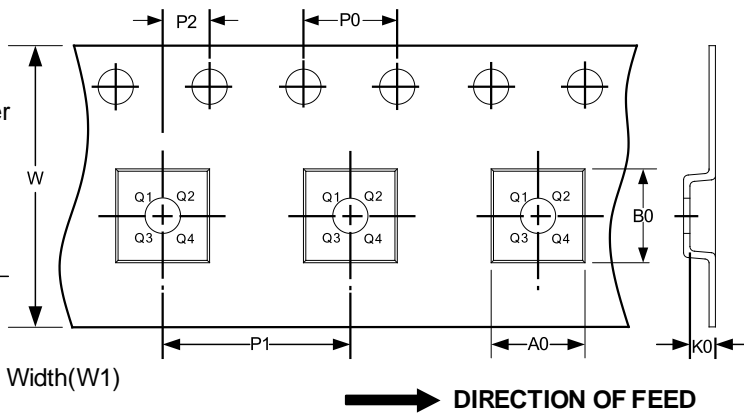 P2 P0
er
W
Q1 Q2 Q1 Q2 Q1 Q2
B0
Q3 Q4 Q3 Q4 Q3 Q4
P1 A0 K0
Width(W1)
DIRECTION OF FEED